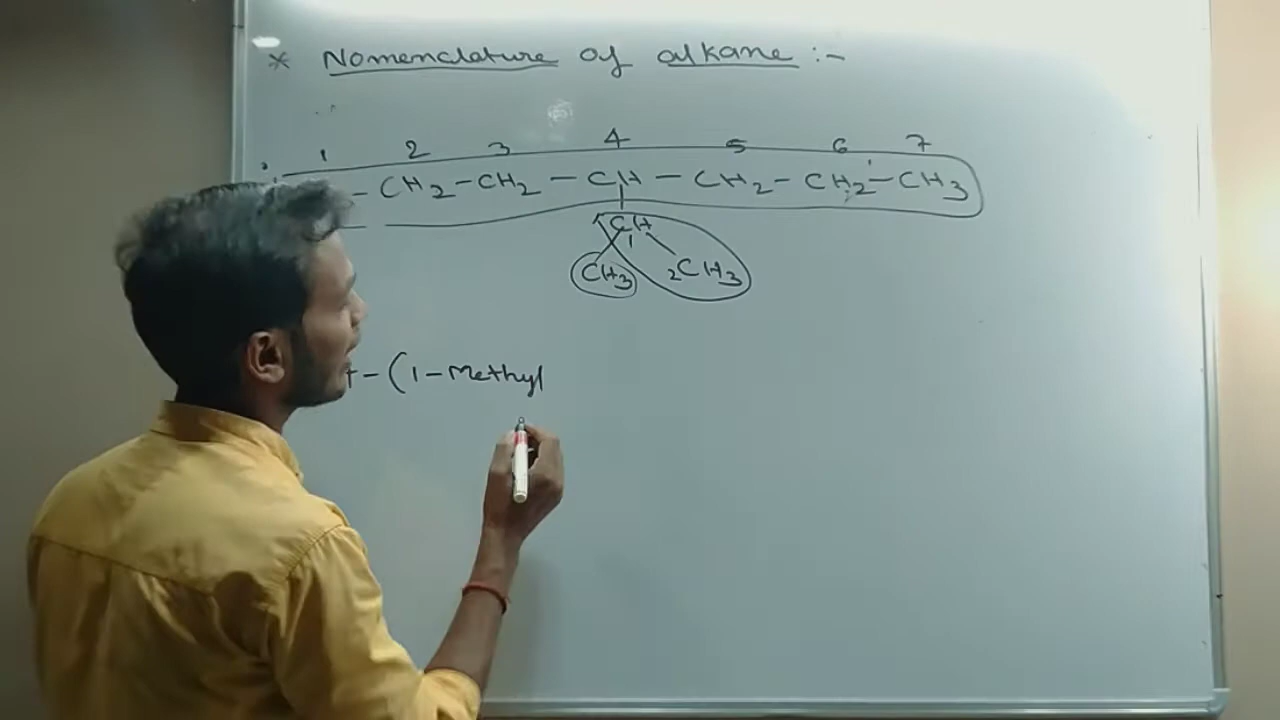 * Nomenclature of alkane :-
1 2 3 4 5 6 7
- CH2 - CH2 - CH - CH2 - CH2 - CH3
CH
1
CH3 2CH3
- (1-Methyl